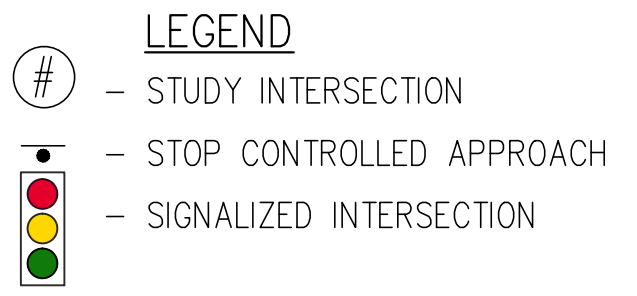 LEGEND
# - STUDY INTERSECTION
- STOP CONTROLLED APPROACH
- SIGNALIZED INTERSECTION